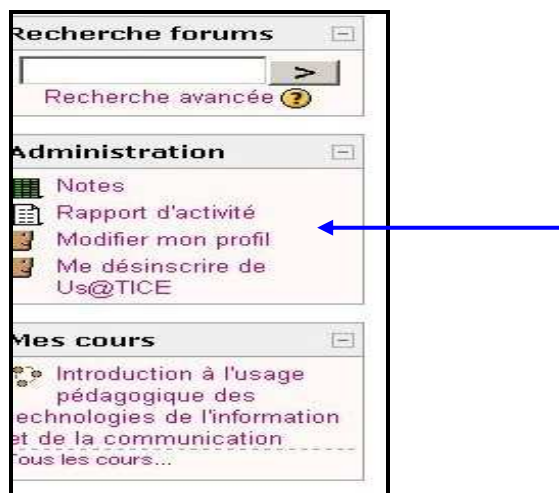 Recherche forums
>
Recherche avancée ?
Administration
Notes
Rapport d'activité
Modifier mon profil
Me désinscrire de
Us@TICE
Mes cours
Introduction à l'usage
pédagogique des
technologies de l'information
et de la communication
Tous les cours...